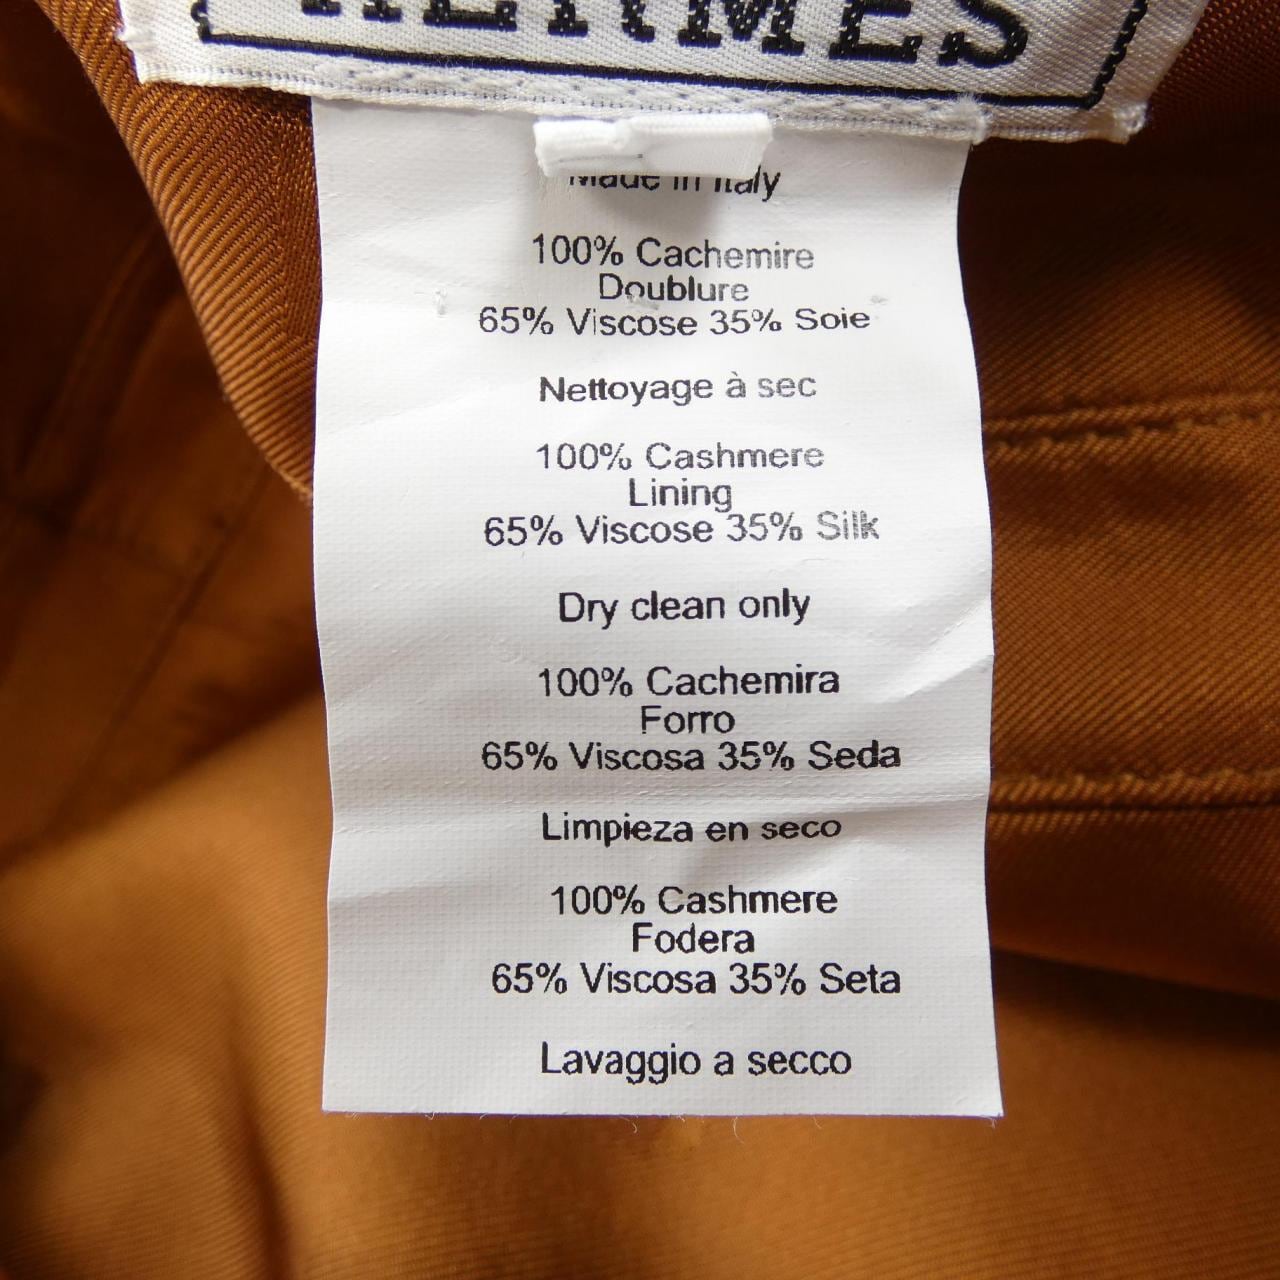 HERMES
Made in Italy
100% Cachemire
Doublure
65% Viscose 35% Soie
Nettoyage à sec
100% Cashmere
Lining
65% Viscose 35% Silk
Dry clean only
100% Cachemira
Forro
65% Viscosa 35% Seda
Limpieza en seco
100% Cashmere
Fodera
65% Viscosa 35% Seta
Lavaggio a secco